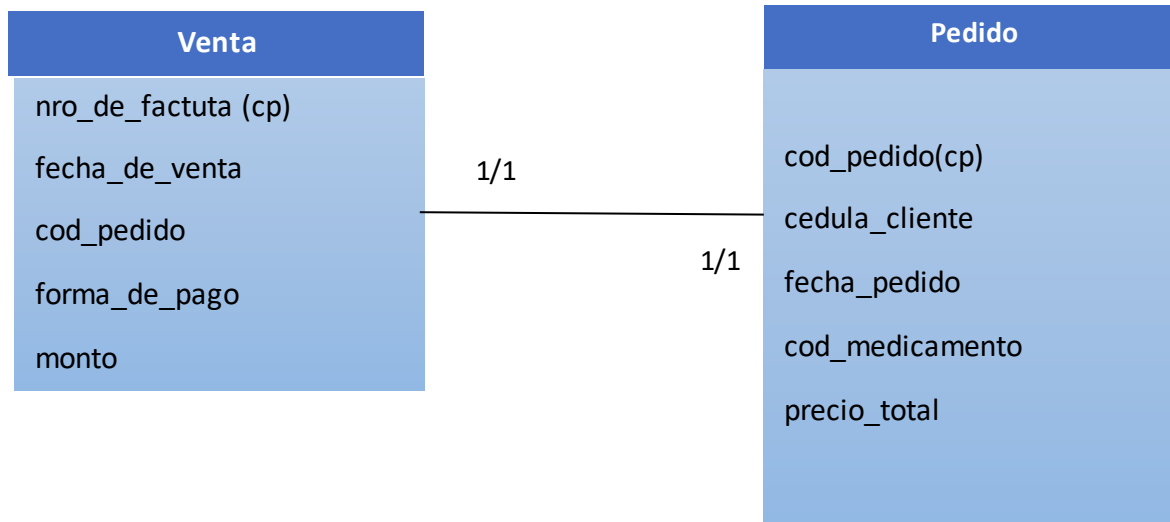 Venta
nro_de_factuta (cp)
fecha_de_venta
cod_pedido
forma_de_pago
monto
1/1
1/1
Pedido
cod_pedido(cp)
cedula_cliente
fecha_pedido
cod_medicamento
precio_total